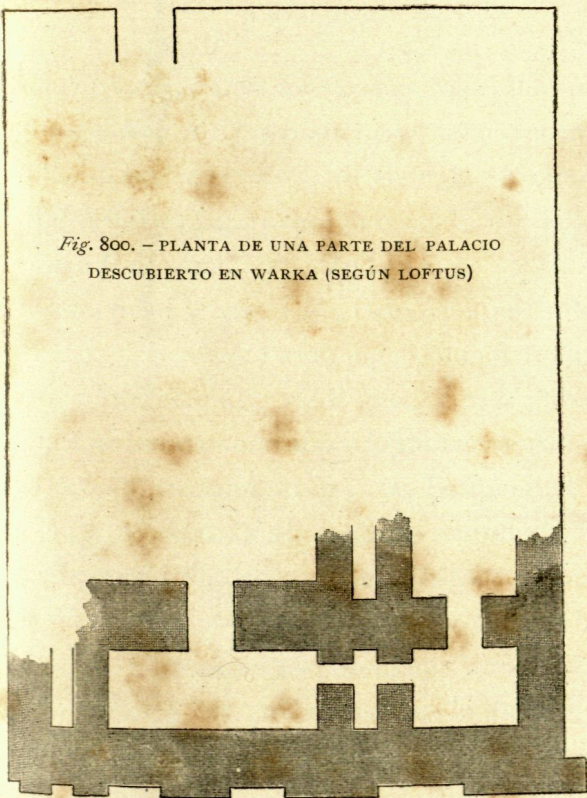 Fig. 800. – PLANTA DE UNA PARTE DEL PALACIO
DESCUBIERTO EN WARKA (SEGÚN LOFTUS)